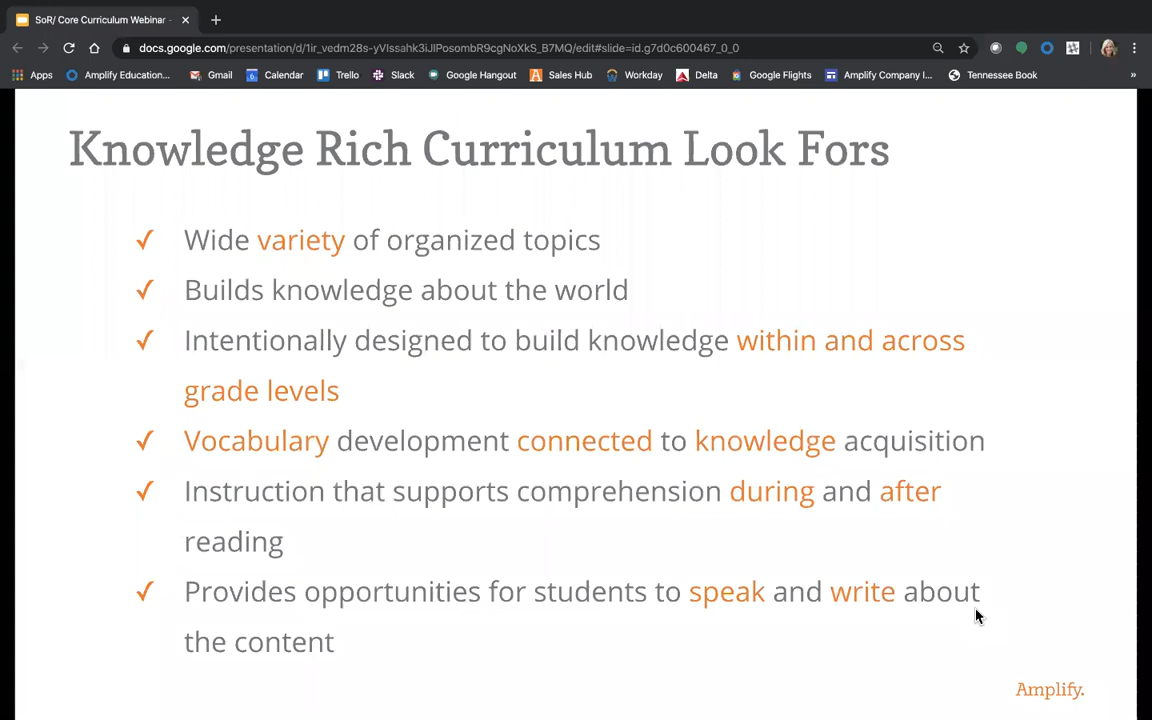 SoR/ Core Curriculum Webinar -
docs.google.com/presentation/d/1ir_vedm28s-yVIssahk3iJlPosombR9cgNoXkS_B7MQ/edit#slide=id.g7d0c600467_0_0
Apps Amplify Education... Gmail Calendar Trello Slack Google Hangout Sales Hub Workday Delta Google Flights Amplify Company I... Tennessee Book »
Knowledge Rich Curriculum Look Fors
✓ Wide variety of organized topics
✓ Builds knowledge about the world
✓ Intentionally designed to build knowledge within and across
grade levels
✓ Vocabulary development connected to knowledge acquisition
✓ Instruction that supports comprehension during and after
reading
✓ Provides opportunities for students to speak and write about
the content
Amplify.